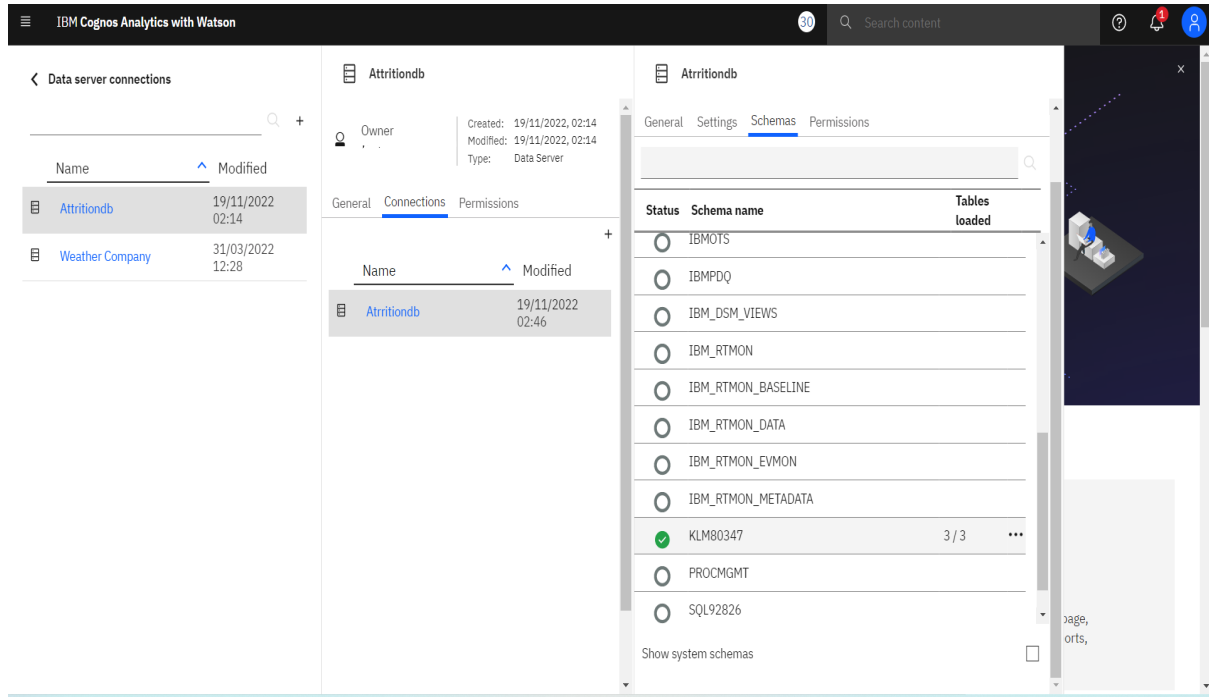 IBM Cognos Analytics with Watson
30
Search content
1
Data server connections
Name
Modified
Attritiondb
19/11/2022
02:14
Weather Company
31/03/2022
12:28
Attritiondb
Owner
Created: 19/11/2022, 02:14
Modified: 19/11/2022, 02:14
Type: Data Server
General Connections Permissions
+
Name
Modified
Atrritiondb
19/11/2022
02:46
Atrritiondb
General Settings Schemas Permissions
Status Schema name Tables
loaded
IBMOTS
IBMPDQ
IBM_DSM_VIEWS
IBM_RTMON
IBM_RTMON_BASELINE
IBM_RTMON_DATA
IBM_RTMON_EVMON
IBM_RTMON_METADATA
KLM80347 3 / 3
PROCMGMT
SQL92826
Show system schemas
page,
orts,